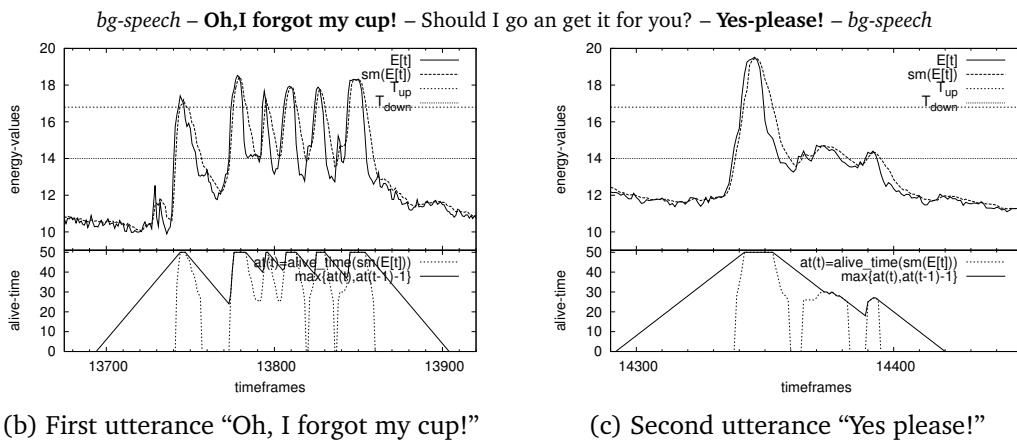 bg-speech – Oh,I forgot my cup! – Should I go an get it for you? – Yes-please! – bg-speech
20
18
16
14
12
10
energy-values
E[t]
sm(E[t])
T_up
T_down
50
40
30
20
10
0
alive-time
at(t)=alive_time(sm(E[t]))
max{at(t),at(t-1)-1}
13700
13800
13900
timeframes
(b) First utterance “Oh, I forgot my cup!”
20
18
16
14
12
10
energy-values
E[t]
sm(E[t])
T_up
T_down
50
40
30
20
10
0
alive-time
at(t)=alive_time(sm(E[t]))
max{at(t),at(t-1)-1}
14300
14400
timeframes
(c) Second utterance “Yes please!”